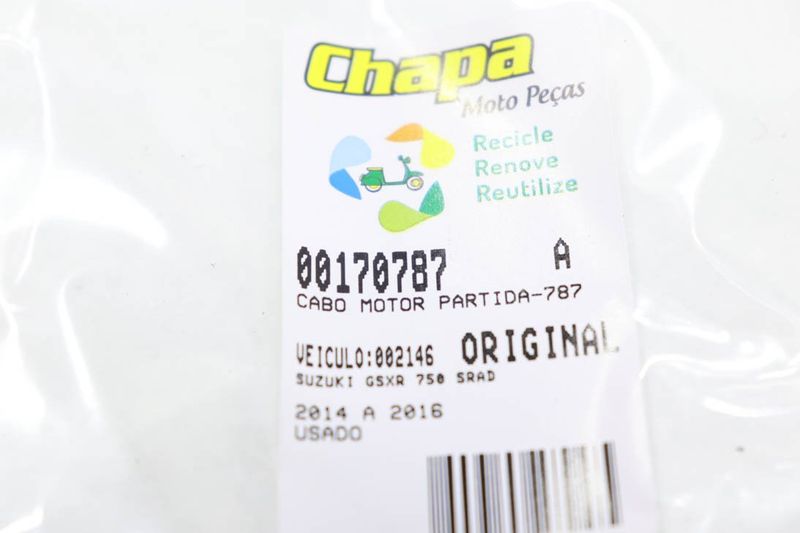 Chapa
Moto Peças
Recicle
Renove
Reutilize
00170787 A
CABO MOTOR PARTIDA-787
VEICULO:002146 ORIGINAL
SUZUKI GSXR 750 SRAD
2014 A 2016
USADO